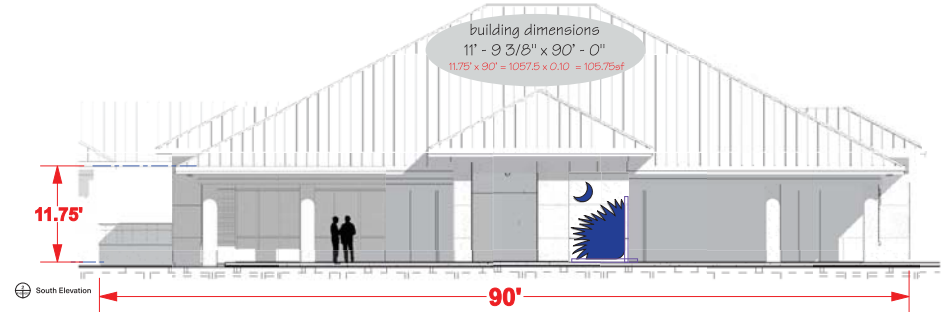 building dimensions
11' - 9 3/8" x 90' - 0"
11.75' x 90' = 1057.5 x 0.10 = 105.75sf
11.75'
South Elevation
90'